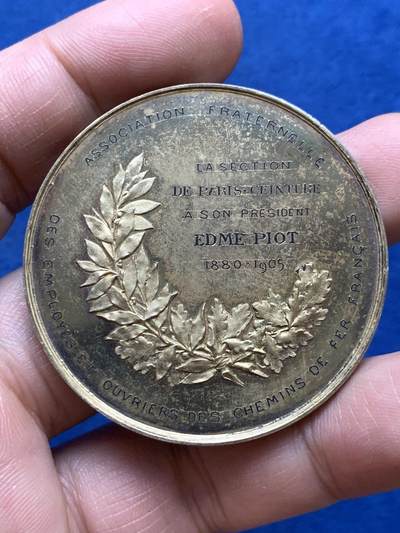 ASSOCIATION FRATERNELLE
DES EMPLOYÉS & OUVRIERS DES CHEMINS DE FER FRANÇAIS
LA SECTION
DE PARIS-CEINTURE
A SON PRÉSIDENT
EDME PIOT
1880-1905